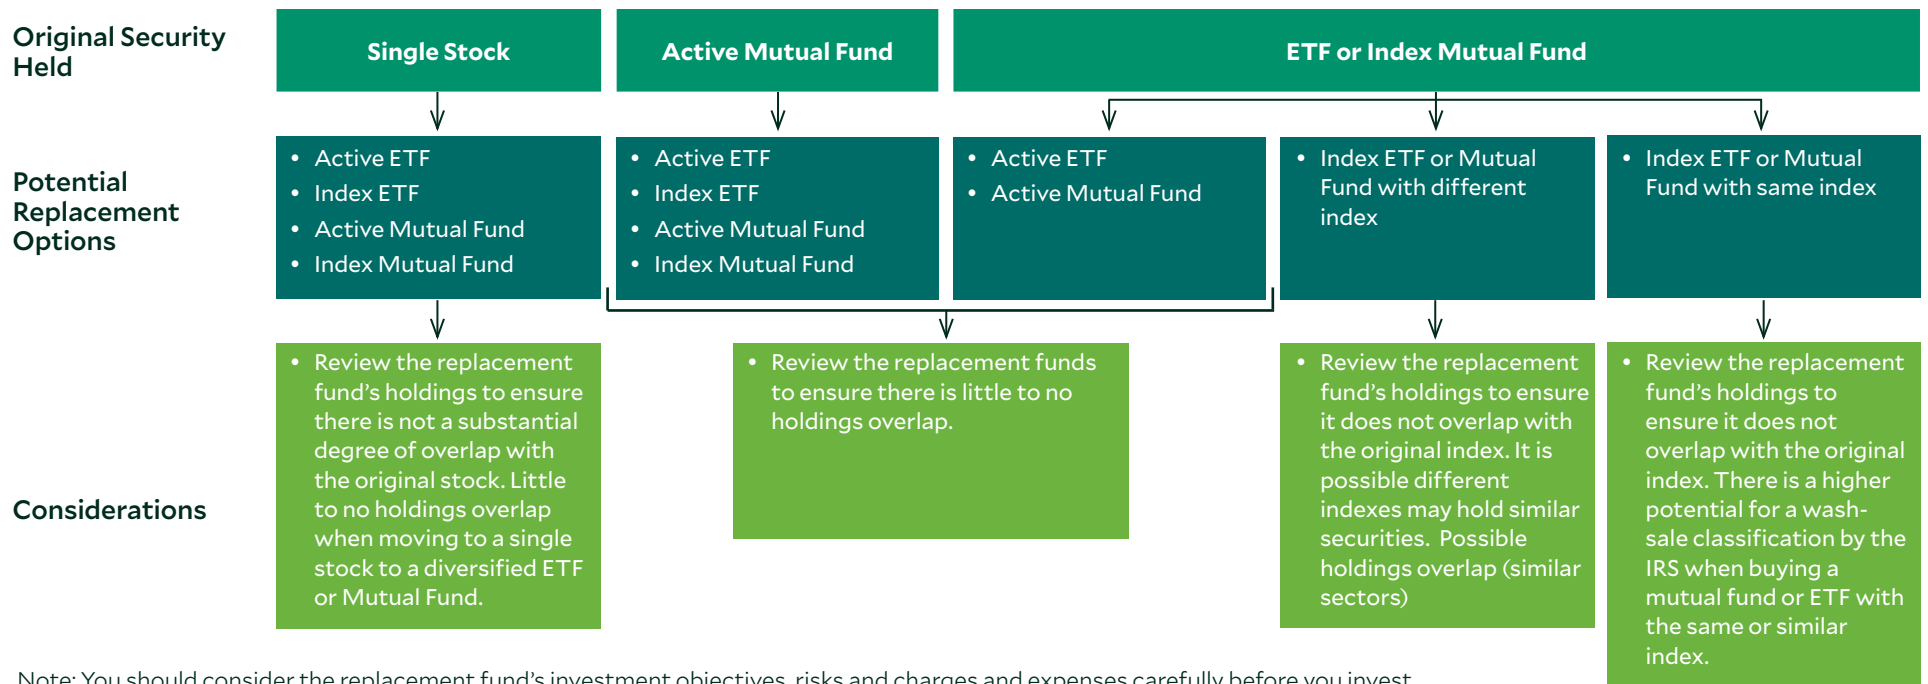 Original Security
Held
Single Stock
Active Mutual Fund
ETF or Index Mutual Fund
Potential
Replacement
Options
• Active ETF
• Index ETF
• Active Mutual Fund
• Index Mutual Fund
• Active ETF
• Index ETF
• Active Mutual Fund
• Index Mutual Fund
• Active ETF
• Active Mutual Fund
• Index ETF or Mutual
Fund with different
index
• Index ETF or Mutual
Fund with same index
Considerations
• Review the replacement
fund’s holdings to ensure
there is not a substantial
degree of overlap with
the original stock. Little
to no holdings overlap
when moving to a single
stock to a diversified ETF
or Mutual Fund.
• Review the replacement funds
to ensure there is little to no
holdings overlap.
• Review the replacement
fund’s holdings to ensure
it does not overlap with
the original index. It is
possible different
indexes may hold similar
securities. Possible
holdings overlap (similar
sectors)
• Review the replacement
fund’s holdings to
ensure it does not
overlap with the original
index. There is a higher
potential for a wash-
sale classification by the
IRS when buying a
mutual fund or ETF with
the same or similar
index.
Note: You should consider the replacement fund’s investment objectives, risks and charges and expenses carefully before you invest.